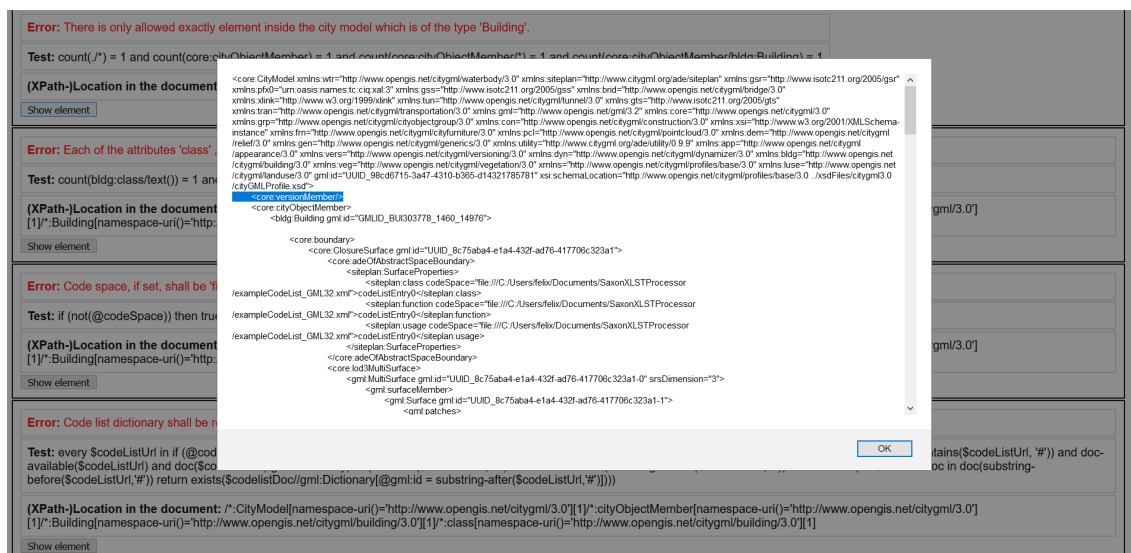 Error: There is only allowed exactly element inside the city model which is of the type 'Building'.
Test: count(./*) = 1 and count(core:cityObjectMember) = 1 and count(core:cityObjectMember/*) = 1 and count(core:cityObjectMember/bldg:Building) = 1
(XPath-)Location in the document
Show element
Error: Each of the attributes 'class' ,
Test: count(bldg:class/text()) = 1 and
(XPath-)Location in the document
gml/3.0']
[1]/*:Building[namespace-uri()='http:
Show element
Error: Code space, if set, shall be 'fi
Test: if (not(@codeSpace)) then true
(XPath-)Location in the document
gml/3.0']
[1]/*:Building[namespace-uri()='http:
Show element
Error: Code list dictionary shall be re
Test: every $codeListUrl in if (@cod
tains($codeListUrl, '#')) and doc-
available($codeListUrl) and doc($co
oc in doc(substring-
before($codeListUrl,'#')) return exists($codelistDoc//gml:Dictionary[@gml:id = substring-after($codeListUrl,'#')])))
(XPath-)Location in the document: /*:CityModel[namespace-uri()='http://www.opengis.net/citygml/3.0'][1]/*:cityObjectMember[namespace-uri()='http://www.opengis.net/citygml/3.0']
[1]/*:Building[namespace-uri()='http://www.opengis.net/citygml/building/3.0'][1]/*:class[namespace-uri()='http://www.opengis.net/citygml/building/3.0'][1]
Show element
<core:CityModel xmlns:wtr="http://www.opengis.net/citygml/waterbody/3.0" xmlns:siteplan="http://www.citygml.org/ade/siteplan" xmlns:gsr="http://www.isotc211.org/2005/gsr"
xmlns:pfx0="urn:oasis:names:tc:ciq:xal:3" xmlns:gss="http://www.isotc211.org/2005/gss" xmlns:brid="http://www.opengis.net/citygml/bridge/3.0"
xmlns:xlink="http://www.w3.org/1999/xlink" xmlns:tun="http://www.opengis.net/citygml/tunnel/3.0" xmlns:gts="http://www.isotc211.org/2005/gts"
xmlns:tran="http://www.opengis.net/citygml/transportation/3.0" xmlns:gml="http://www.opengis.net/gml/3.2" xmlns:core="http://www.opengis.net/citygml/3.0"
xmlns:grp="http://www.opengis.net/citygml/cityobjectgroup/3.0" xmlns:con="http://www.opengis.net/citygml/construction/3.0" xmlns:xsi="http://www.w3.org/2001/XMLSchema-
instance" xmlns:frn="http://www.opengis.net/citygml/cityfurniture/3.0" xmlns:pcl="http://www.opengis.net/citygml/pointcloud/3.0" xmlns:dem="http://www.opengis.net/citygml
/relief/3.0" xmlns:gen="http://www.opengis.net/citygml/generics/3.0" xmlns:utility="http://www.citygml.org/ade/utility/0.9.9" xmlns:app="http://www.opengis.net/citygml
/appearance/3.0" xmlns:vers="http://www.opengis.net/citygml/versioning/3.0" xmlns:dyn="http://www.opengis.net/citygml/dynamizer/3.0" xmlns:bldg="http://www.opengis.net
/citygml/building/3.0" xmlns:veg="http://www.opengis.net/citygml/vegetation/3.0" xmlns="http://www.opengis.net/citygml/profiles/base/3.0" xmlns:luse="http://www.opengis.net
/citygml/landuse/3.0" gml:id="UUID_98cd6715-3a47-4310-b365-d14321785781" xsi:schemaLocation="http://www.opengis.net/citygml/profiles/base/3.0 ../xsdFiles/citygml3.0
/cityGMLProfile.xsd">
<core:versionMember/>
<core:cityObjectMember>
<bldg:Building gml:id="GMLID_BUI303778_1460_14976">
<core:boundary>
<core:ClosureSurface gml:id="UUID_8c75aba4-e1a4-432f-ad76-417706c323a1">
<core:adeOfAbstractSpaceBoundary>
<siteplan:SurfaceProperties>
<siteplan:class codeSpace="file:///C:/Users/felix/Documents/SaxonXLSTProcessor
/exampleCodeList_GML32.xml">codeListEntry0</siteplan:class>
<siteplan:function codeSpace="file:///C:/Users/felix/Documents/SaxonXLSTProcessor
/exampleCodeList_GML32.xml">codeListEntry0</siteplan:function>
<siteplan:usage codeSpace="file:///C:/Users/felix/Documents/SaxonXLSTProcessor
/exampleCodeList_GML32.xml">codeListEntry0</siteplan:usage>
</siteplan:SurfaceProperties>
</core:adeOfAbstractSpaceBoundary>
<core:lod3MultiSurface>
<gml:MultiSurface gml:id="UUID_8c75aba4-e1a4-432f-ad76-417706c323a1-0" srsDimension="3">
<gml:surfaceMember>
<gml:Surface gml:id="UUID_8c75aba4-e1a4-432f-ad76-417706c323a1-1">
<gml:patches>
OK